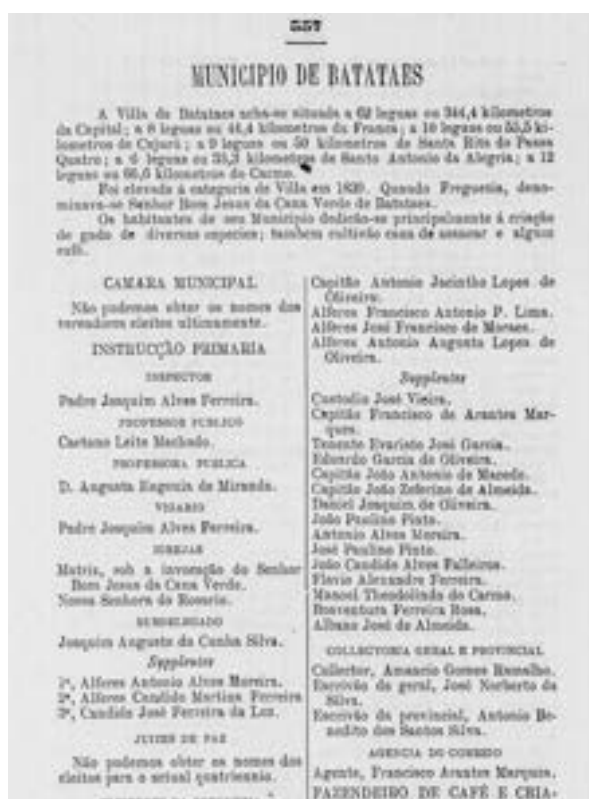 557
MUNICIPIO DE BATATAES
A Villa de Batataes acha-se situada a 62 leguas ou 344,4 kilometros
da Capital; a 8 leguas ou 44,4 kilometros da Franca; a 10 leguas ou 55,5 ki-
lometros de Cajurú; a 9 leguas ou 50 kilometros de Santa Rita do Passa
Quatro; a 6 leguas ou 33,3 kilometros de Santo Antonio da Alegria; a 12
leguas ou 66,6 kilometros do Carmo.
Foi elevada á categoria de Villa em 1839. Quando Freguezia, deno-
minava-se Senhor Bom Jesus da Cana Verde de Batataes.
Os habitantes de seu Municipio dedicão-se principalmente á criação
de gado de diversas especies; tambem cultivão cana de assucar e algum
café.
CAMARA MUNICIPAL
Não podemos obter os nomes dos
vereadores eleitos ultimamente.
INSTRUCÇÃO PRIMARIA
INSPECTOR
Padre Joaquim Alves Ferreira.
PROFESSOR PUBLICO
Caetano Leite Machado.
PROFESSORA PUBLICA
D. Augusta Eugenia de Miranda.
VIGARIO
Padre Joaquim Alves Ferreira.
IGREJAS
Matriz, sob a invocação do Senhor
Bom Jesus da Cana Verde.
Nossa Senhora do Rosario.
SUBDELEGADO
Joaquim Augusto da Cunha Silva.
Supplentes
1º, Alferes Antonio Alves Moreira.
2º, Alferes Candido Martins Ferreira
3º, Candido José Ferreira da Luz.
JUIZES DE PAZ
Não podemos obter os nomes dos
eleitos para o actual quatriennio.
Capitão Antonio Jacintho Lopes de
Oliveira.
Alferes Francisco Antonio P. Lima.
Alferes José Francisco de Moraes.
Alferes Antonio Augusto Lopes de
Oliveira.
Supplentes
Custodio José Vieira.
Capitão Francisco de Arantes Mar-
ques.
Tenente Evaristo José Garcia.
Eduardo Garcia de Oliveira.
Capitão João Antonio de Macedo.
Capitão João Zeferino de Almeida.
Daniel Joaquim de Oliveira.
João Paulino Pinto.
Antonio Alves Moreira.
José Paulino Pinto.
João Candido Alves Falleiros.
Flavio Alexandre Ferreira.
Manoel Theodolindo do Carmo.
Boaventura Ferreira Rosa.
Albano José de Almeida.
COLLECTORIA GERAL E PROVINCIAL
Collector, Amancio Gomes Ramalho.
Escrivão da geral, José Norberto da
Silva.
Escrivão da provincial, Antonio Be-
nedito dos Santos Silva.
AGENCIA DO CORREIO
Agente, Francisco Arantes Marques.
FAZENDEIRO DE CAFÉ E CRIA-